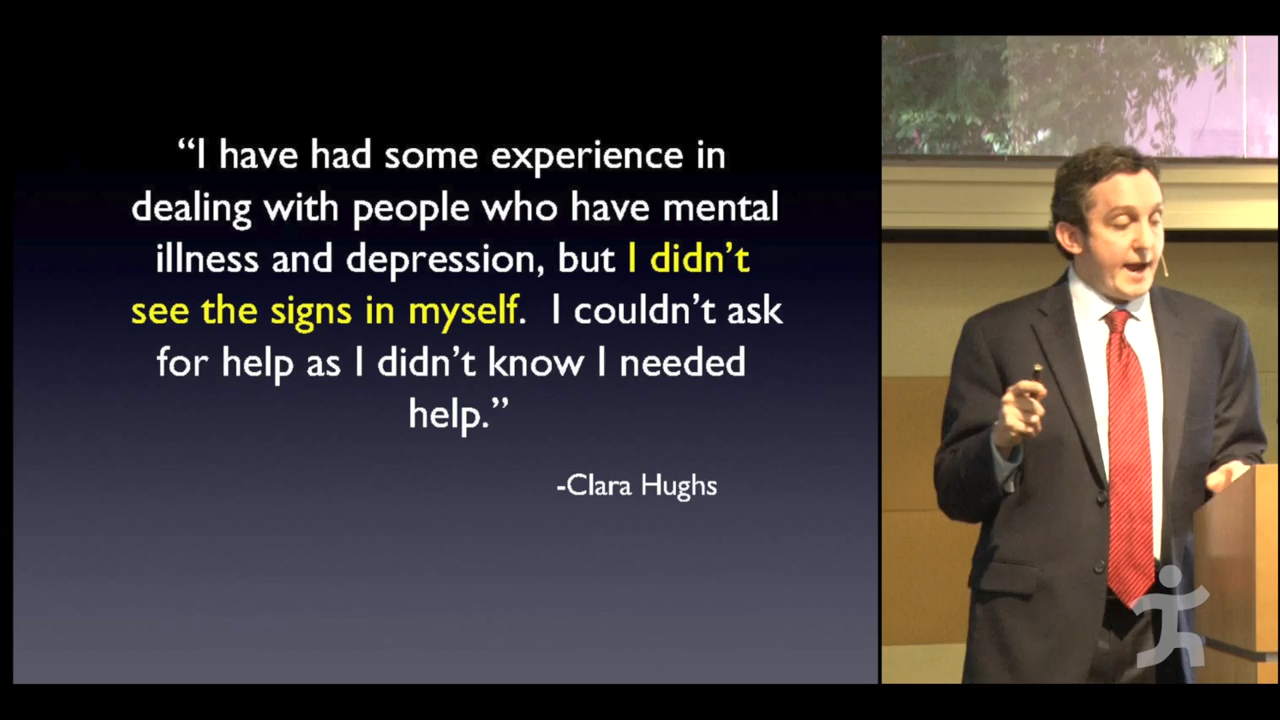 “I have had some experience in
dealing with people who have mental
illness and depression, but I didn’t
see the signs in myself.  I couldn’t ask
for help as I didn’t know I needed
help.”
-Clara Hughs